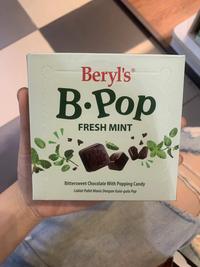 Beryl's®
B•Pop
FRESH MINT
Bittersweet Chocolate With Popping Candy
Coklat Pahit Manis Dengan Gula-gula Pop